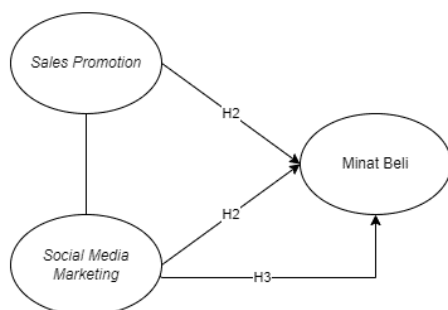 Sales Promotion
H2
Minat Beli
H2
Social Media
Marketing
H3